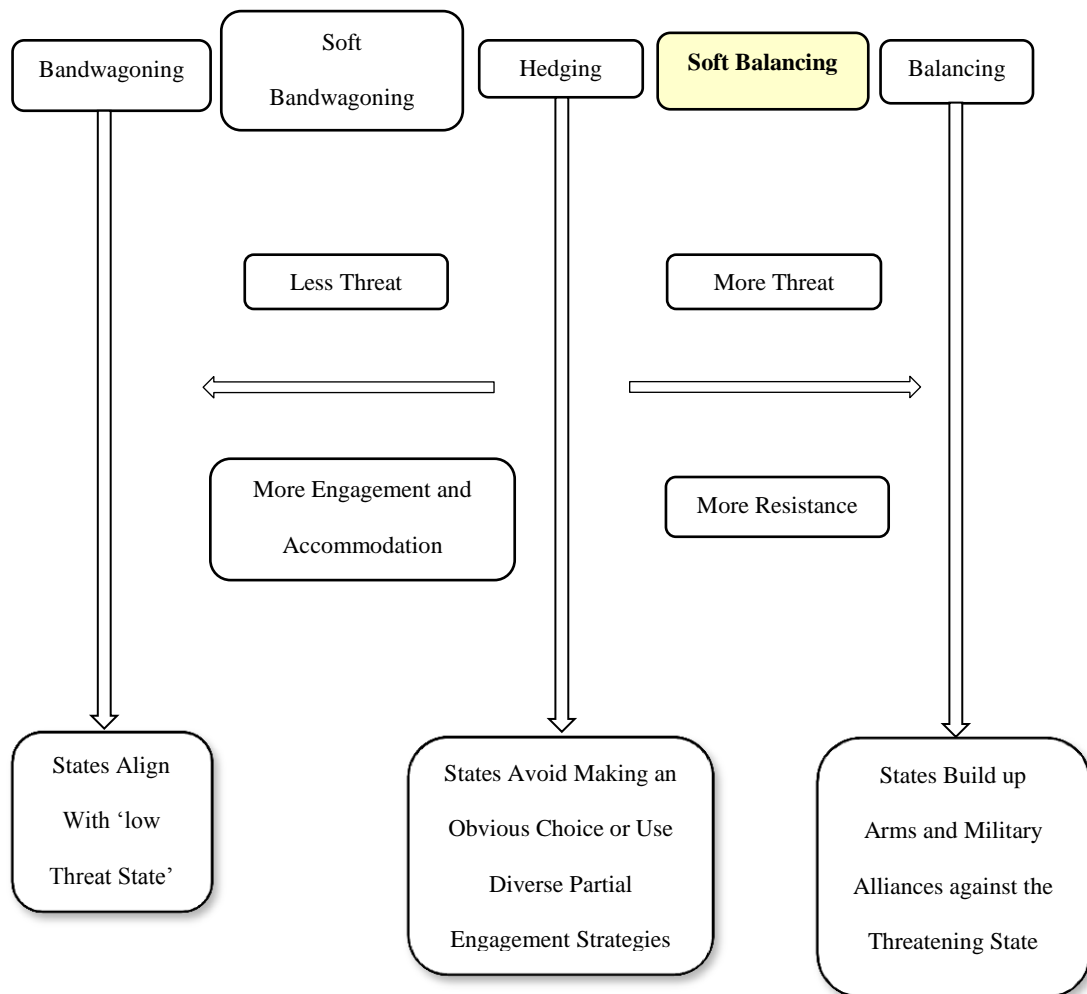 Bandwagoning
Soft
Bandwagoning
Hedging
Soft Balancing
Balancing
Less Threat
More Threat
More Engagement and
Accommodation
More Resistance
States Align
With ‘low
Threat State’
States Avoid Making an
Obvious Choice or Use
Diverse Partial
Engagement Strategies
States Build up
Arms and Military
Alliances against the
Threatening State